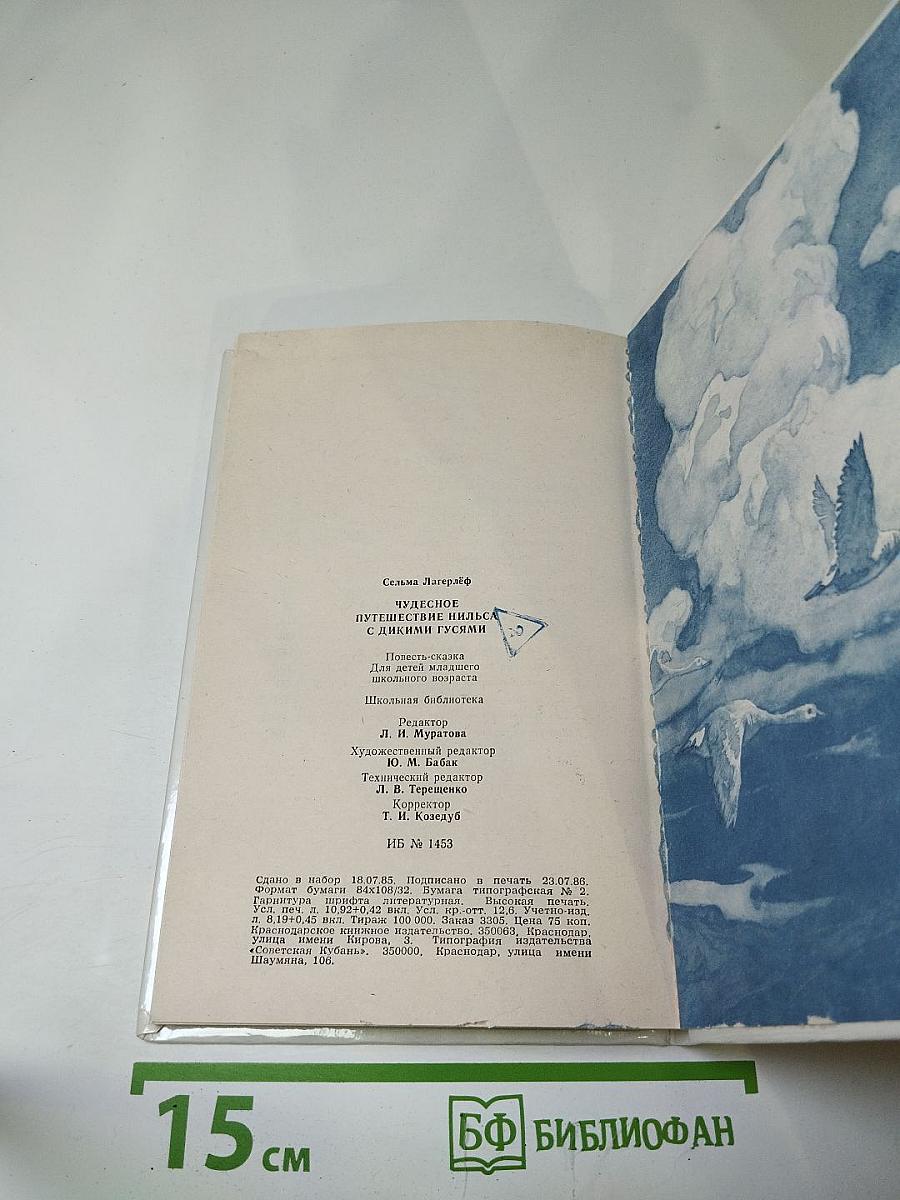 Сельма Лагерлёф
ЧУДЕСНОЕ
ПУТЕШЕСТВИЕ НИЛЬСА
С ДИКИМИ ГУСЯМИ
Повесть-сказка
Для детей младшего
школьного возраста
Школьная библиотека
Редактор
Л. И. Муратова
Художественный редактор
Ю. М. Бабак
Технический редактор
Л. В. Терещенко
Корректор
Т. И. Козедуб
ИБ № 1453
Сдано в набор 18.07.85. Подписано в печать 23.07.86.
Формат бумаги 84х108/32. Бумага типографская № 2.
Гарнитура шрифта литературная. Высокая печать.
Усл. печ. л. 10,92+0,42 вкл. Усл. кр.-отт. 12,6. Учетно-изд.
л. 8,19+0,45 вкл. Тираж 100 000. Заказ 3305. Цена 75 коп.
Краснодарское книжное издательство. 350063, Краснодар,
улица имени Кирова, 3. Типография издательства
«Советская Кубань». 350000, Краснодар, улица имени
Шаумяна, 106.
15 см
БФ БИБЛИОФАН